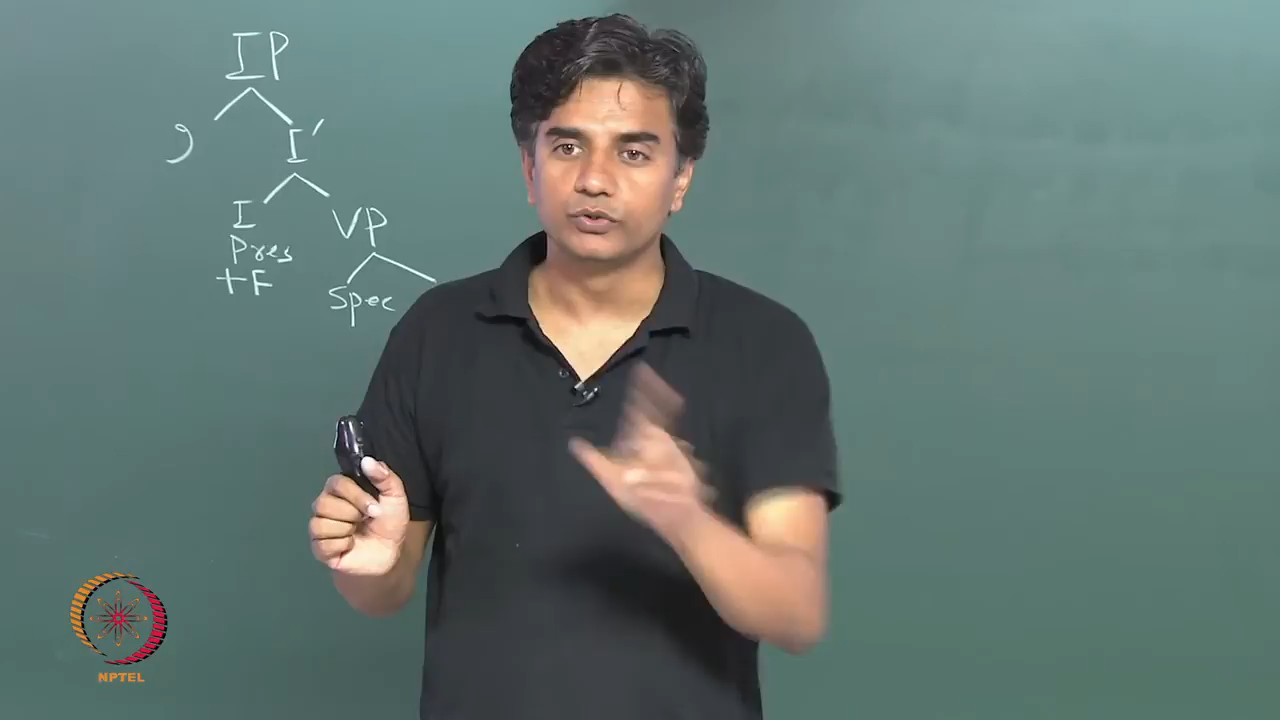 IP
I'
I VP
Pres
+F
Spec
NPTEL